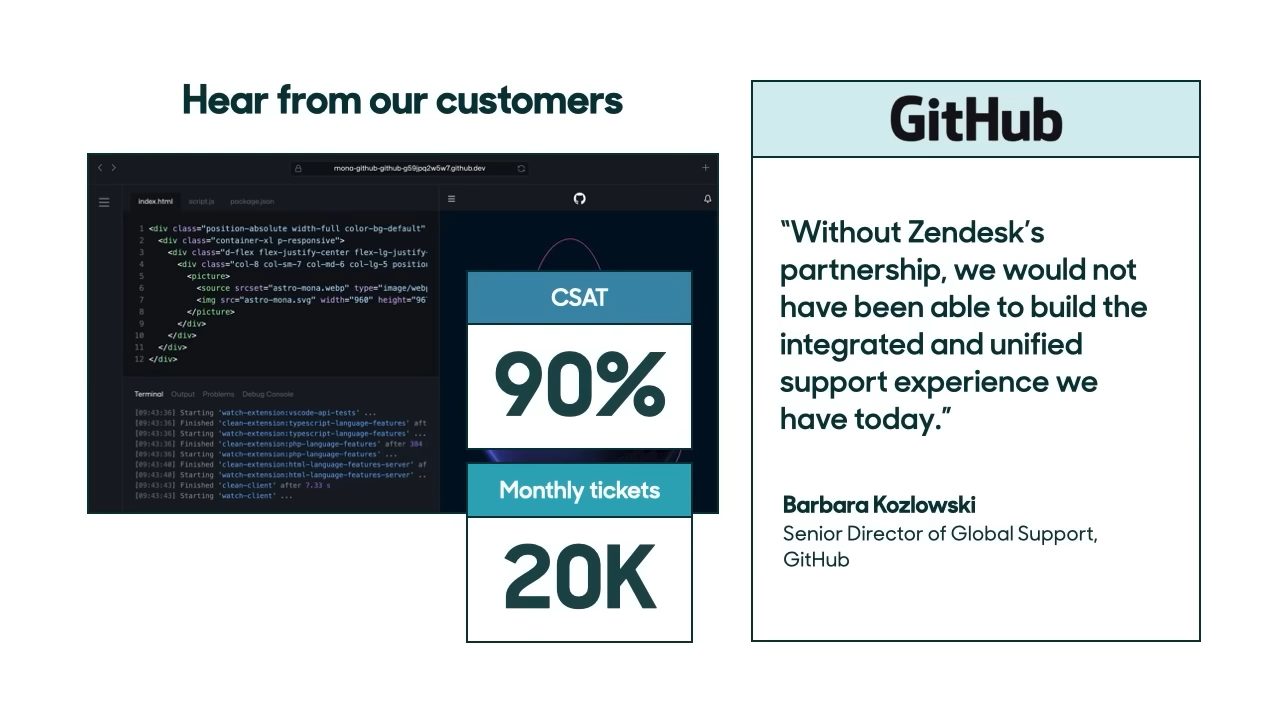 Hear from our customers
mona-github-github-g59jpq2w5w7.github.dev
index.html script.js package.json
1 <div class="position-absolute width-full color-bg-default"
2 <div class="container-xl p-responsive">
3 <div class="d-flex flex-justify-center flex-lg-justify-
4 <div class="col-8 col-sm-7 col-md-6 col-lg-5 position
5 <picture>
6 <source srcset="astro-mona.webp" type="image/webp
7 <img src="astro-mona.svg" width="960" height="967
8 </picture>
9 </div>
10 </div>
11 </div>
12 </div>
Terminal Output Problems Debug Console
[09:43:36] Starting 'watch-extension:vscode-api-tests' ...
[09:43:36] Finished 'clean-extension:typescript-language-features' aft
[09:43:36] Starting 'watch-extension:typescript-language-features' ...
[09:43:36] Finished 'clean-extension:php-language-features' after 384
[09:43:36] Starting 'watch-extension:php-language-features' ...
[09:43:40] Finished 'clean-extension:html-language-features-server' af
[09:43:40] Starting 'watch-extension:html-language-features-server' ..
[09:43:43] Finished 'clean-client' after 7.33 s
[09:43:43] Starting 'watch-client' ...
CSAT
90%
Monthly tickets
20K
GitHub
“Without Zendesk’s
partnership, we would not
have been able to build the
integrated and unified
support experience we
have today.”
Barbara Kozlowski
Senior Director of Global Support,
GitHub